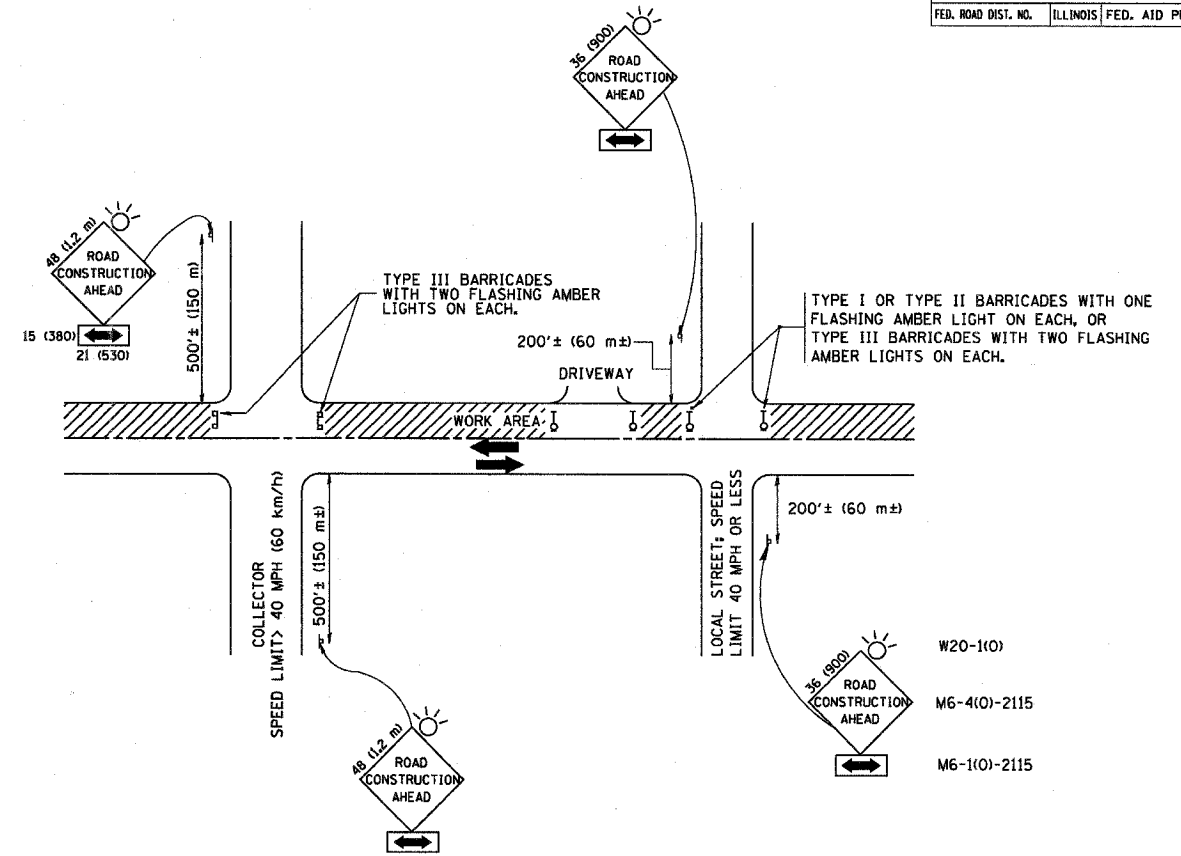 FED. ROAD DIST. NO. ILLINOIS FED. AID P
36 (900)
ROAD
CONSTRUCTION
AHEAD
48 (1.2 m)
ROAD
CONSTRUCTION
AHEAD
15 (380)
21 (530)
500'± (150 m)
TYPE III BARRICADES
WITH TWO FLASHING AMBER
LIGHTS ON EACH.
200'± (60 m±)
DRIVEWAY
TYPE I OR TYPE II BARRICADES WITH ONE
FLASHING AMBER LIGHT ON EACH, OR
TYPE III BARRICADES WITH TWO FLASHING
AMBER LIGHTS ON EACH.
WORK AREA
COLLECTOR
SPEED LIMIT> 40 MPH (60 km/h)
500'± (150 m±)
LOCAL STREET: SPEED
LIMIT 40 MPH OR LESS
200'± (60 m±)
48 (1.2 m)
ROAD
CONSTRUCTION
AHEAD
36 (900)
ROAD
CONSTRUCTION
AHEAD
W20-1(O)
M6-4(O)-2115
M6-1(O)-2115